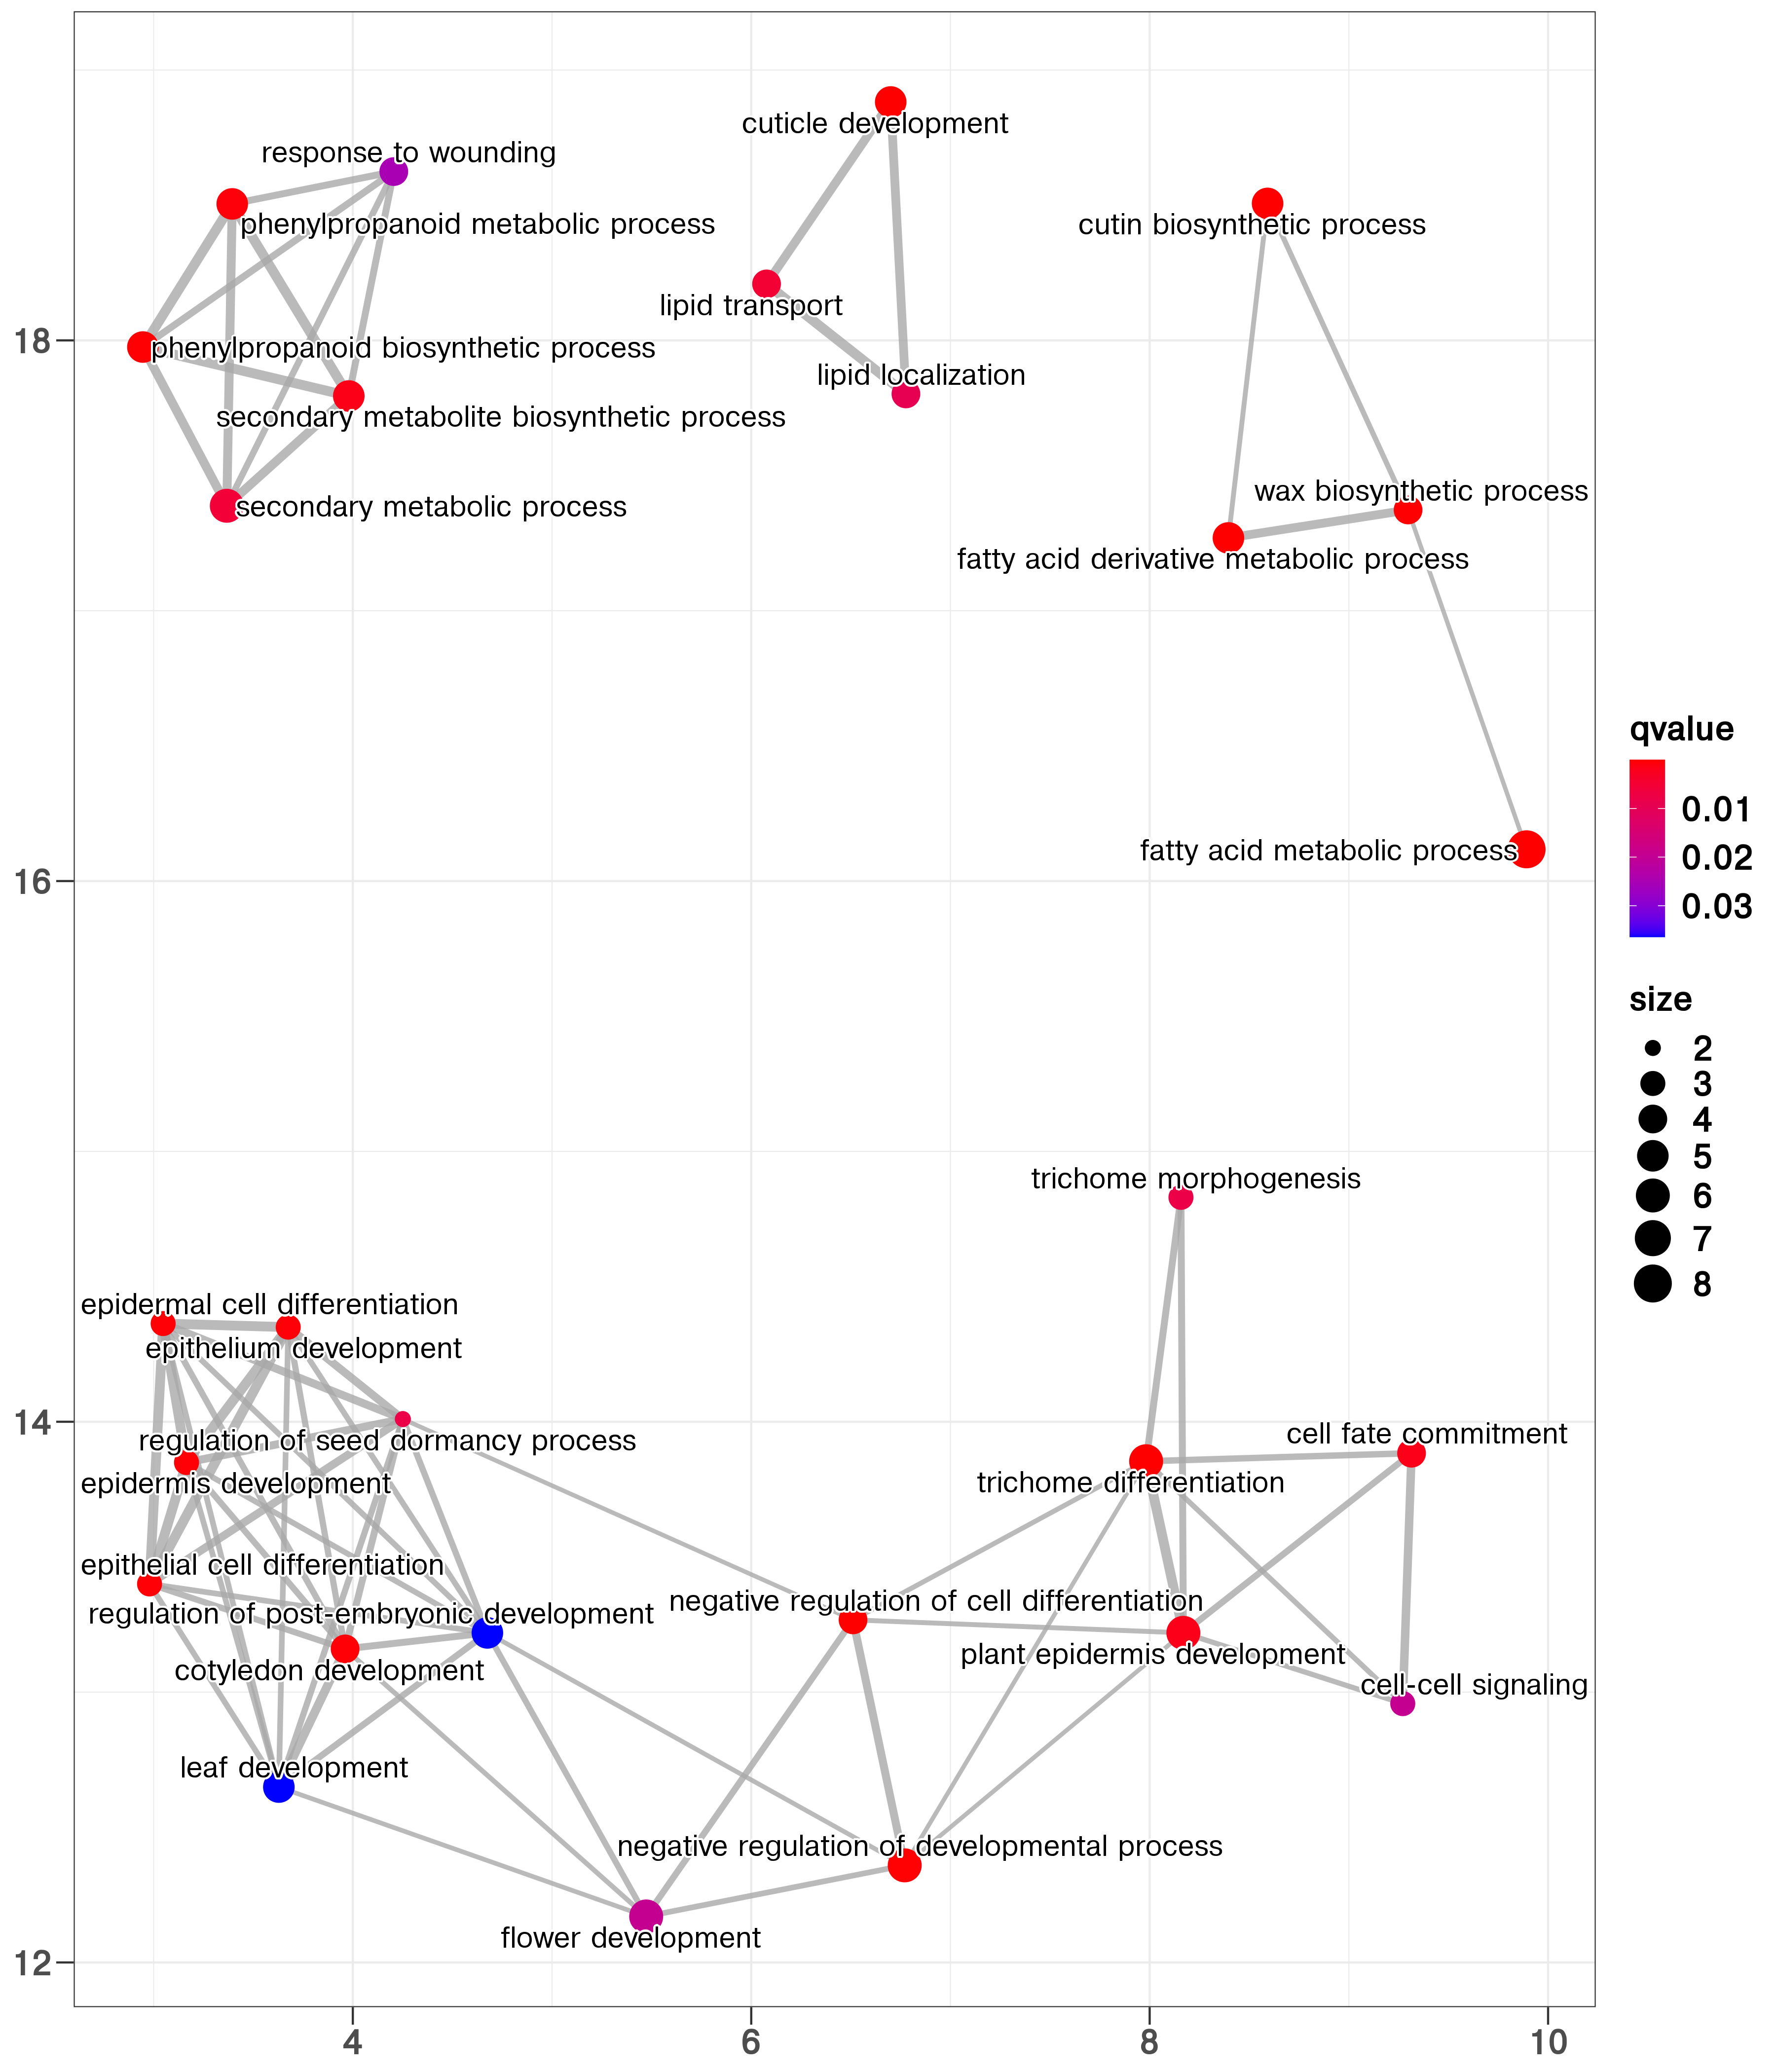 cuticle development
response to wounding
phenylpropanoid metabolic process
cutin biosynthetic process
lipid transport
18
phenylpropanoid biosynthetic process
lipid localization
secondary metabolite biosynthetic process
wax biosynthetic process
secondary metabolic process
fatty acid derivative metabolic process
fatty acid metabolic process
16
trichome morphogenesis
epidermal cell differentiation
epithelium development
14
regulation of seed dormancy process
cell fate commitment
epidermis development
trichome differentiation
epithelial cell differentiation
negative regulation of cell differentiation
regulation of post-embryonic development
plant epidermis development
cotyledon development
cell-cell signaling
leaf development
negative regulation of developmental process
flower development
12
4
6
8
10
qvalue
0.01
0.02
0.03
size
2
3
4
5
6
7
8